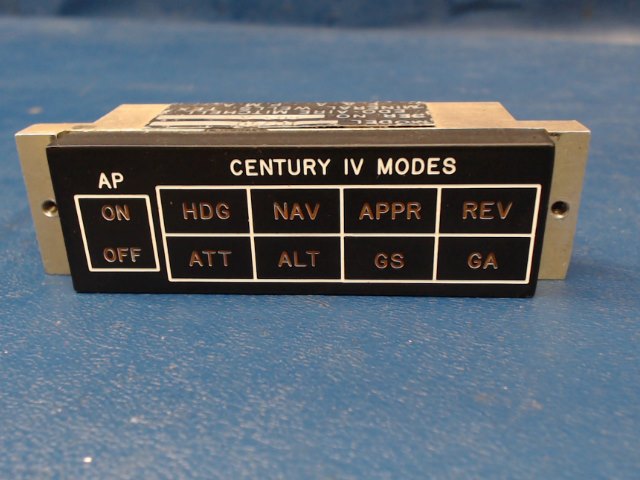 CENTURY IV MODES
AP
ON
OFF
HDG NAV APPR REV
ATT ALT GS GA